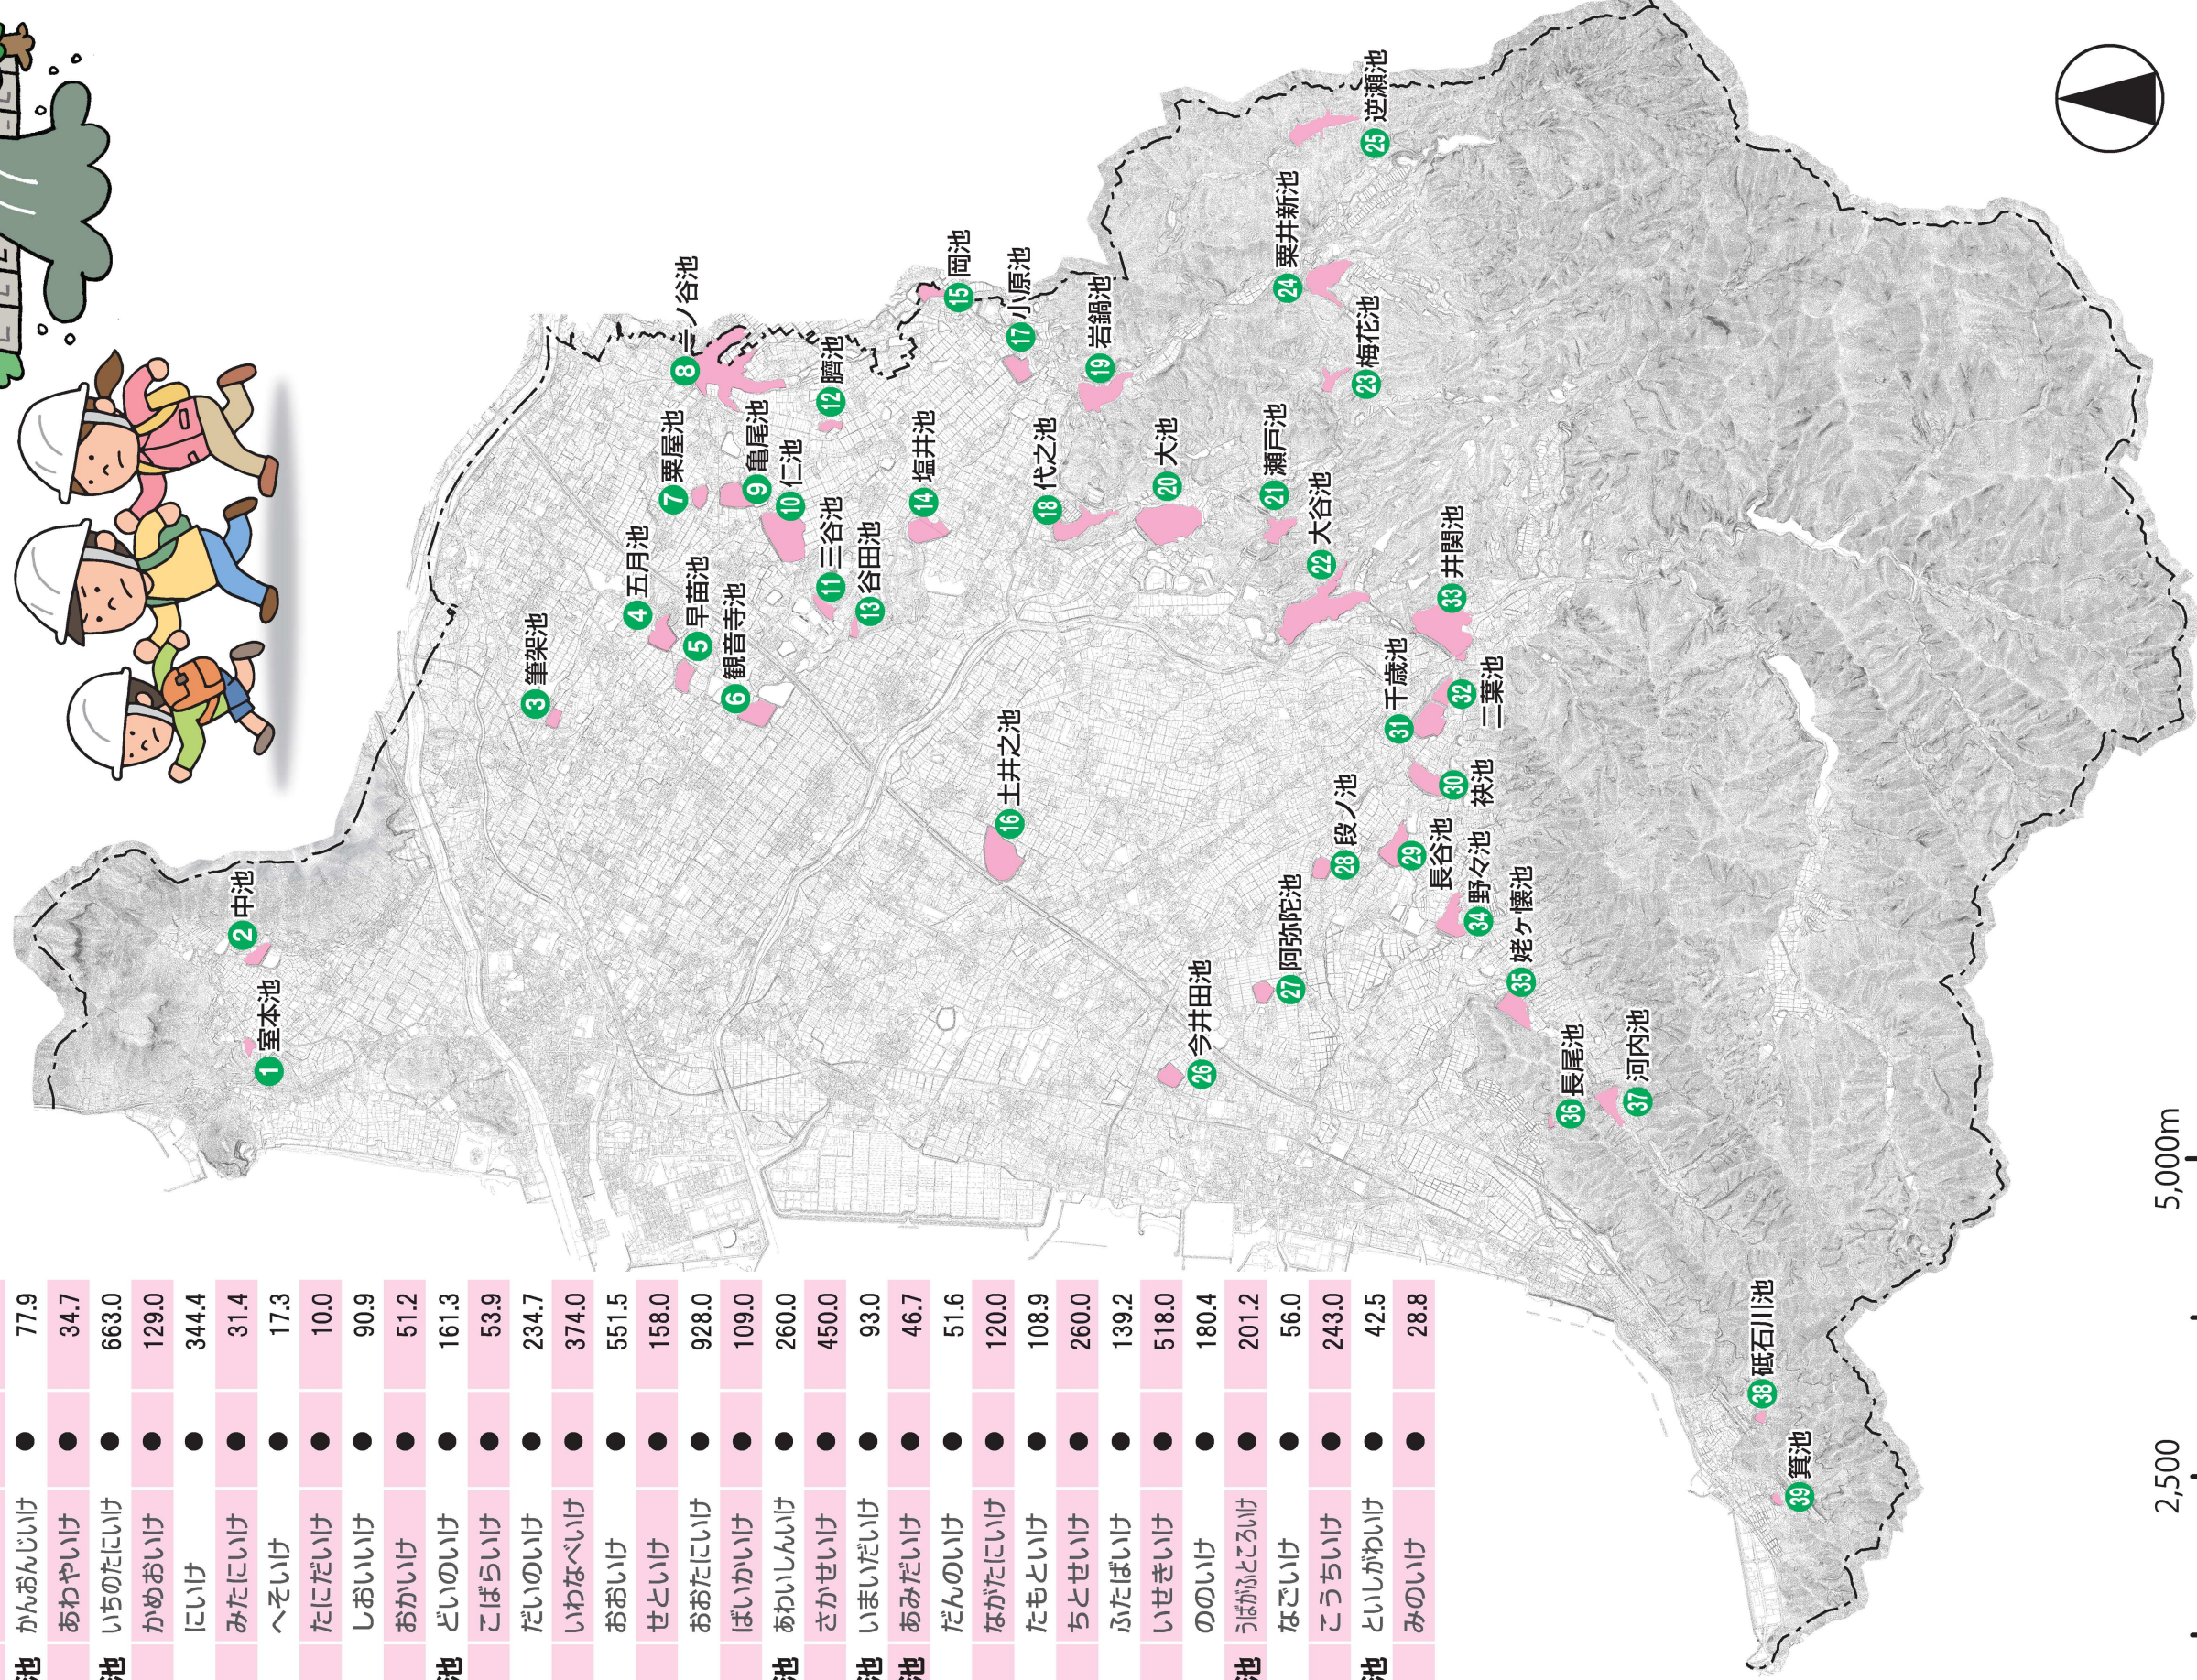 池 かんおんじいけ ● 77.9
あわやいけ ● 34.7
池 いちのたにいけ ● 663.0
かめおいけ ● 129.0
にいけ ● 344.4
みたにいけ ● 31.4
へそいけ ● 17.3
たにだいけ ● 10.0
しおいいけ ● 90.9
おかいけ ● 51.2
池 どいのいけ ● 161.3
こばらいけ ● 53.9
だいのいけ ● 234.7
いわなべいけ ● 374.0
おおいけ ● 551.5
せといけ ● 158.0
おおたにいけ ● 928.0
ばいかいけ ● 109.0
池 あわいしんいけ ● 260.0
さかせいけ ● 450.0
池 いまいだいけ ● 93.0
池 あみだいけ ● 46.7
だんのいけ ● 51.6
ながたにいけ ● 120.0
たもといけ ● 108.9
ちとせいけ ● 260.0
ふたばいけ ● 139.2
いせきいけ ● 518.0
ののいけ ● 180.4
池 うばがふところいけ ● 201.2
なごいけ ● 56.0
こうちいけ ● 243.0
池 といしがわいけ ● 42.5
みのいけ ● 28.8
1 室本池
2 中池
3 筆架池
4 五月池
5 早苗池
6 観音寺池
7 粟屋池
8 一ノ谷池
9 亀尾池
10 仁池
11 三谷池
12 臍池
13 谷田池
14 塩井池
15 岡池
16 土井之池
17 小原池
18 代之池
19 岩鍋池
20 大池
21 瀬戸池
22 大谷池
23 梅花池
24 粟井新池
25 逆瀬池
26 今井田池
27 阿弥陀池
28 段ノ池
29 長谷池
30 袂池
31 千歳池
32 二葉池
33 井関池
34 野々池
35 姥ヶ懐池
36 長尾池
37 河内池
38 砥石川池
39 箕池
2,500
5,000m